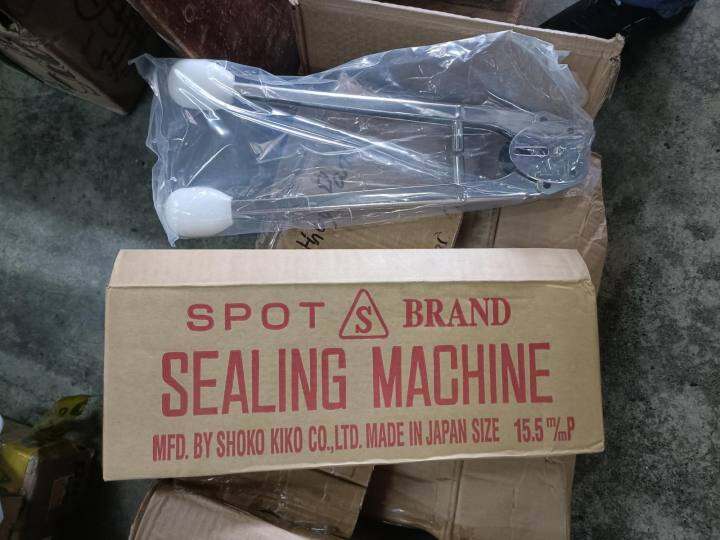 SPOT S BRAND
SEALING MACHINE
MFD. BY SHOKO KIKO CO.,LTD. MADE IN JAPAN SIZE 15.5 m/mP